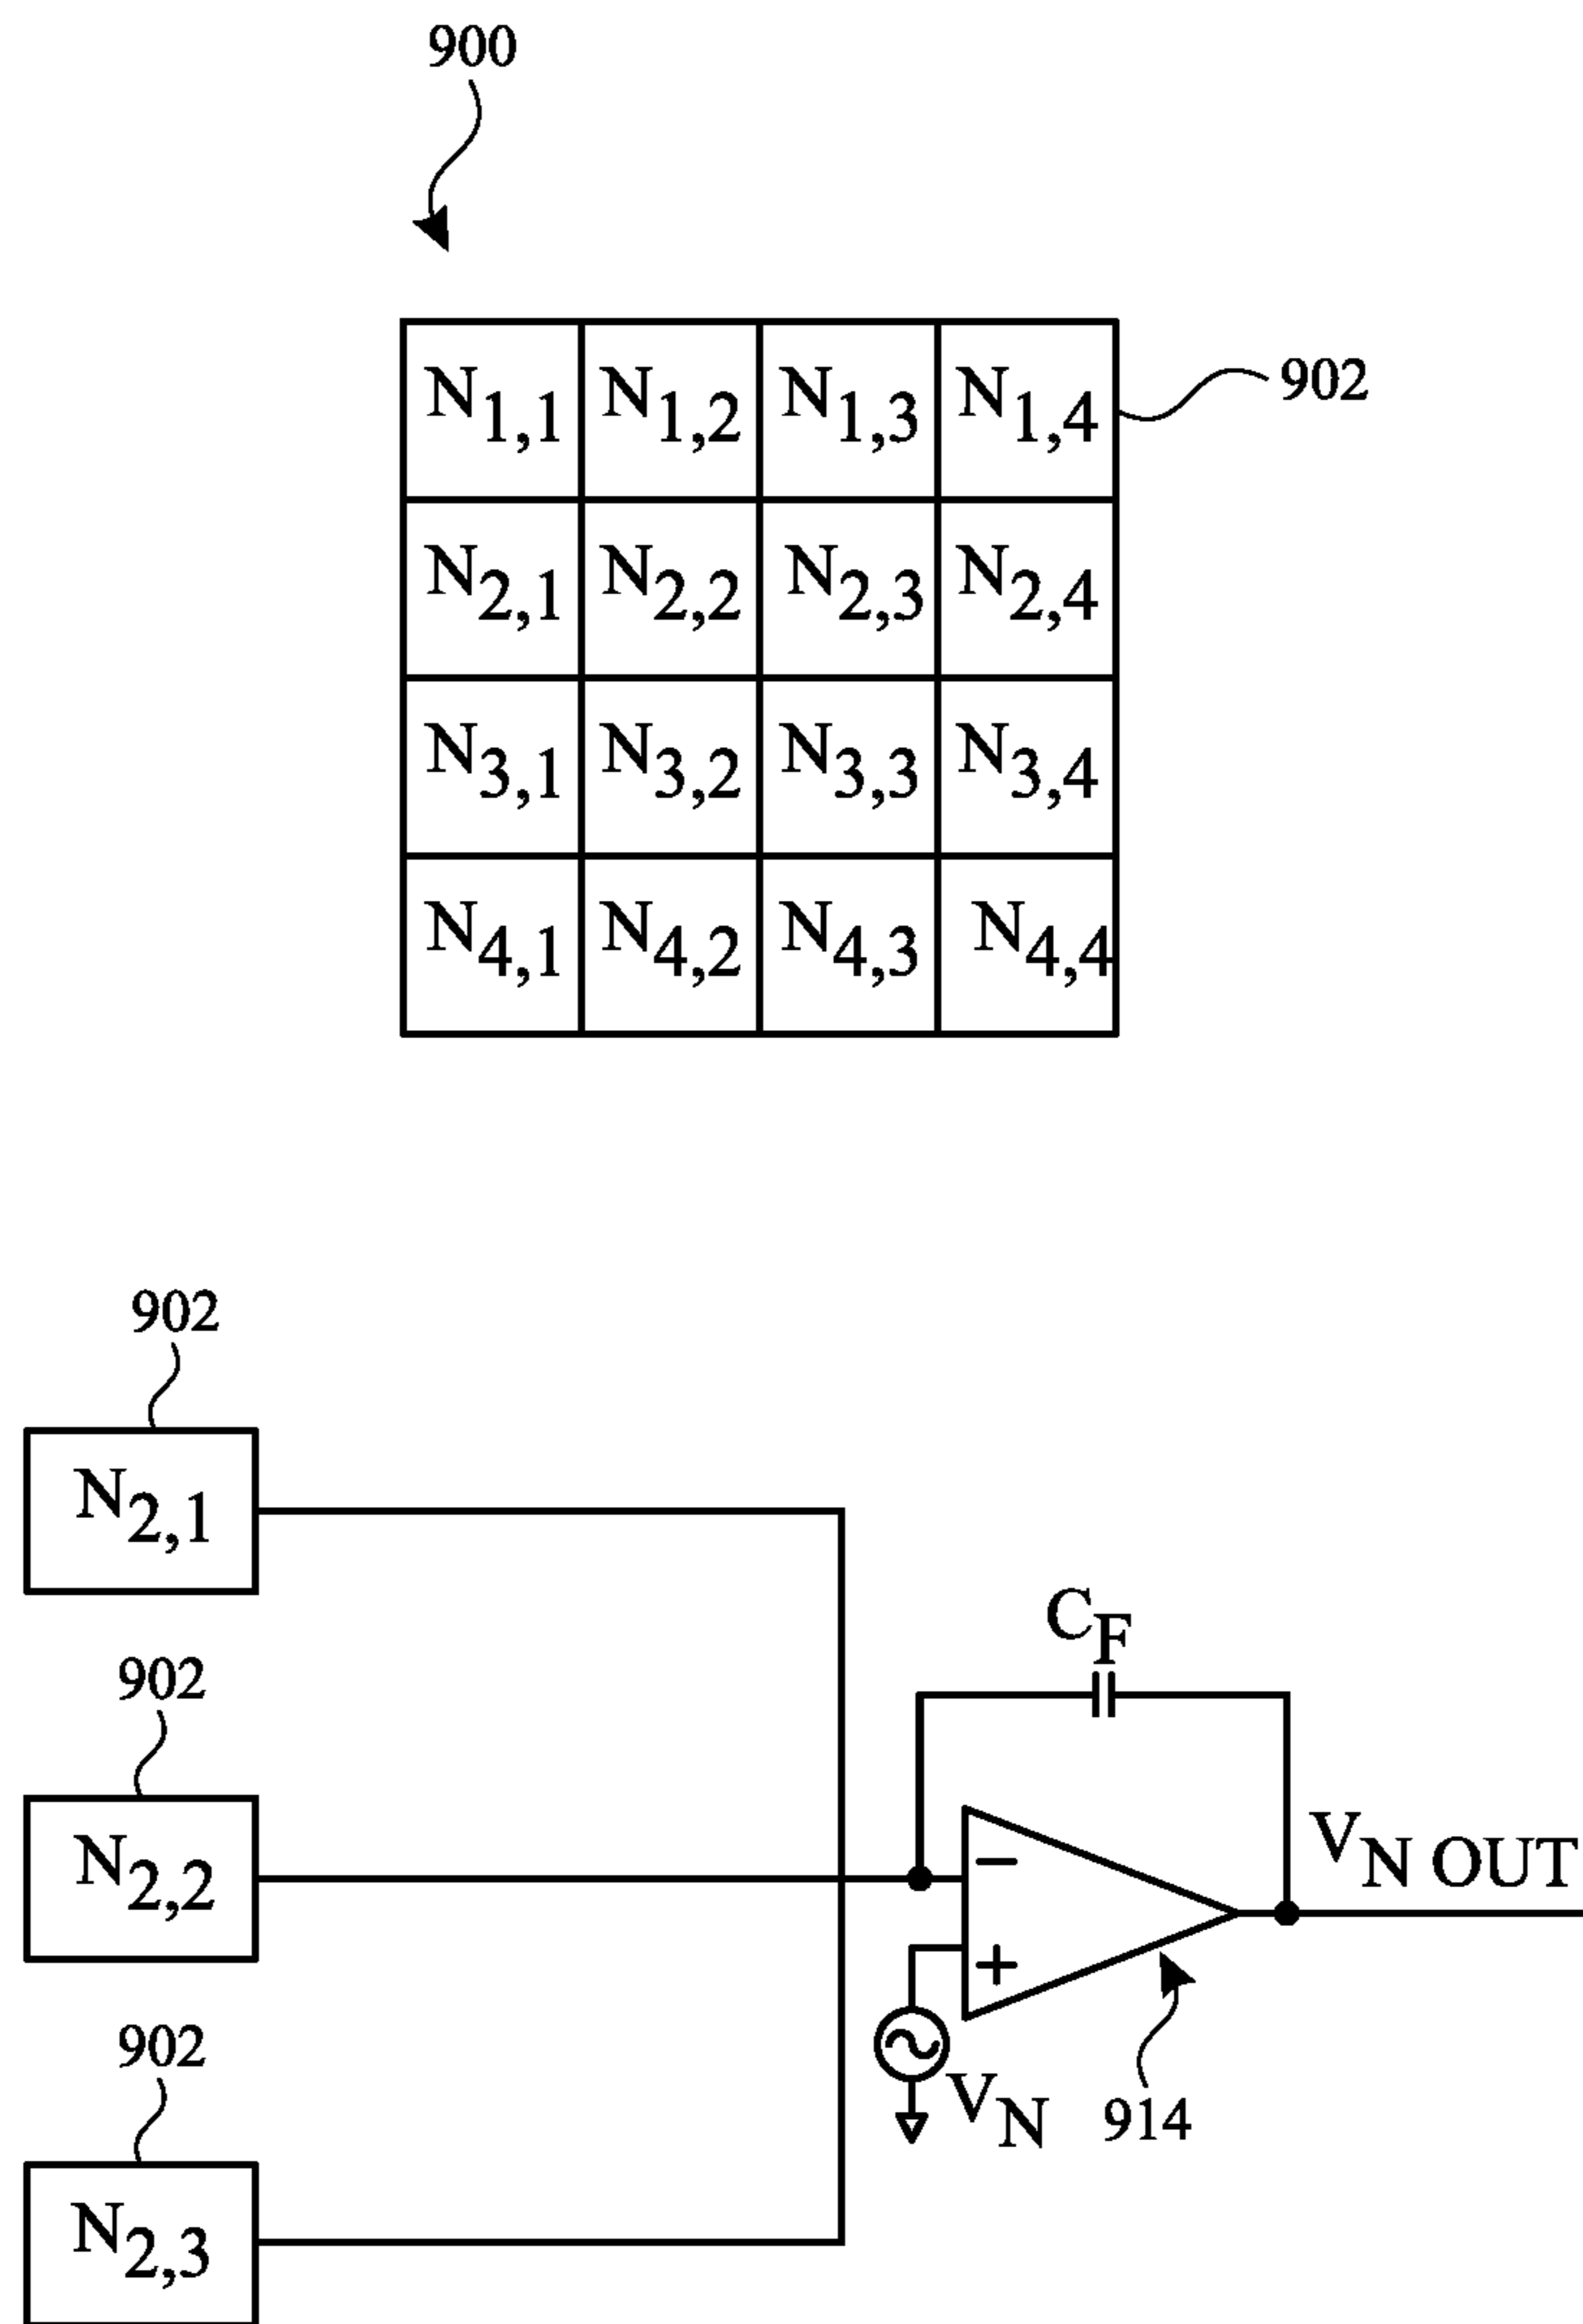 900
N1,1 N1,2 N1,3 N1,4
902
N2,1 N2,2 N2,3 N2,4
N3,1 N3,2 N3,3 N3,4
N4,1 N4,2 N4,3 N4,4
902
N2,1
CF
902
N2,2
−
VN OUT
+
VN
914
902
N2,3